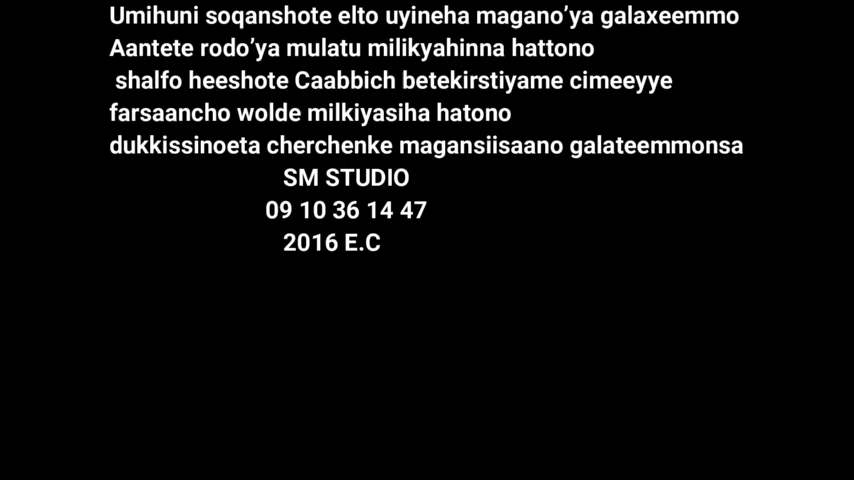 Umihuni soqanshote elto uyineha magano’ya galaxeemmo
Aantete rodo’ya mulatu milikyahinna hattono
shalfo heeshote Caabbich betekirstiyame cimeeyye
farsaancho wolde milkiyasiha hatono
dukkissinoeta cherchenke magansiisaano galateemmonsa
SM STUDIO
09 10 36 14 47
2016 E.C